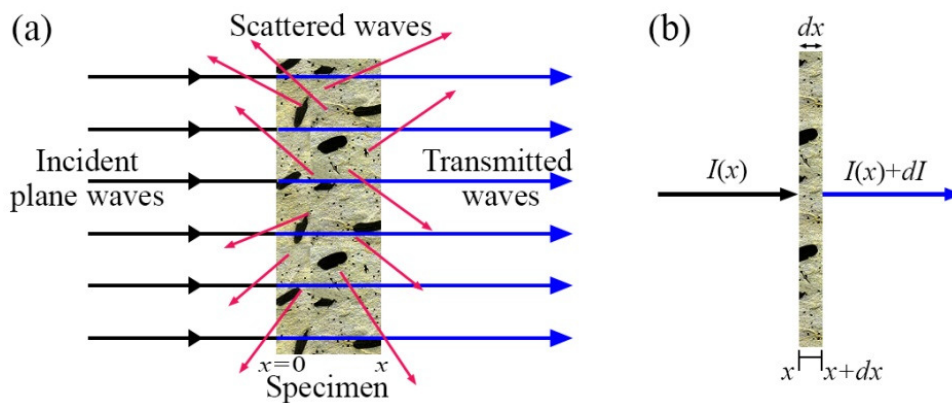 (a)
Scattered waves
Incident
plane waves
Transmitted
waves
x=0
x
Specimen
(b)
dx
I(x)
I(x)+dI
x
x+dx